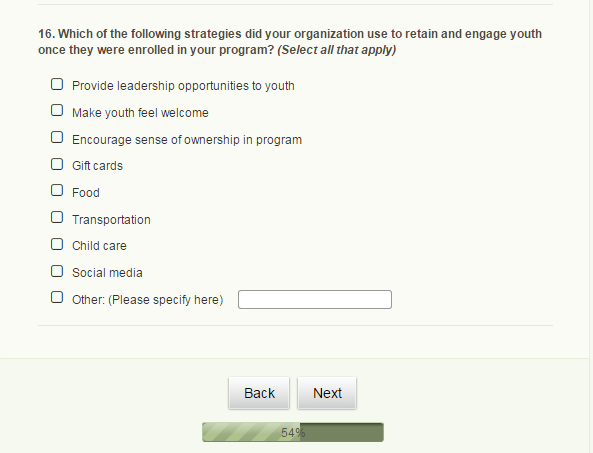 16. Which of the following strategies did your organization use to retain and engage youth
once they were enrolled in your program? (Select all that apply)
Provide leadership opportunities to youth
Make youth feel welcome
Encourage sense of ownership in program
Gift cards
Food
Transportation
Child care
Social media
Other: (Please specify here)
Back Next
54%